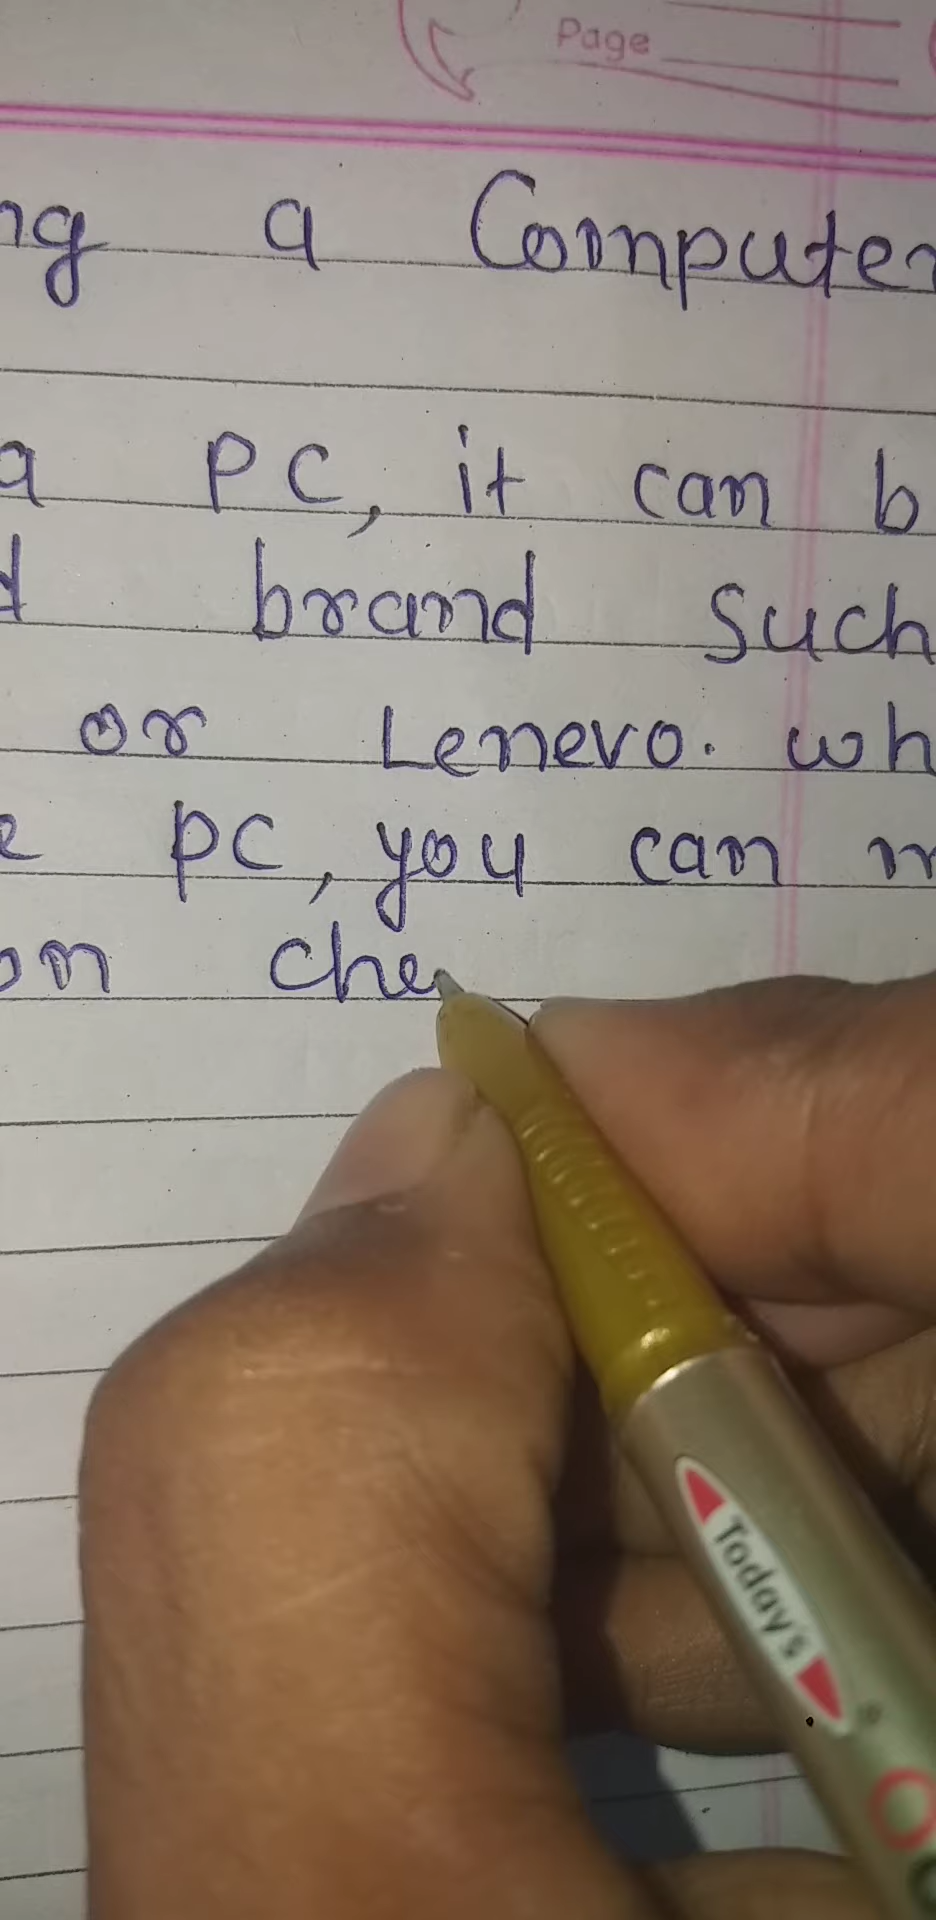 Page
ng a Computer
a PC, it can b
d brand such
or Lenevo. wh
e pc, you can m
on che
Today's